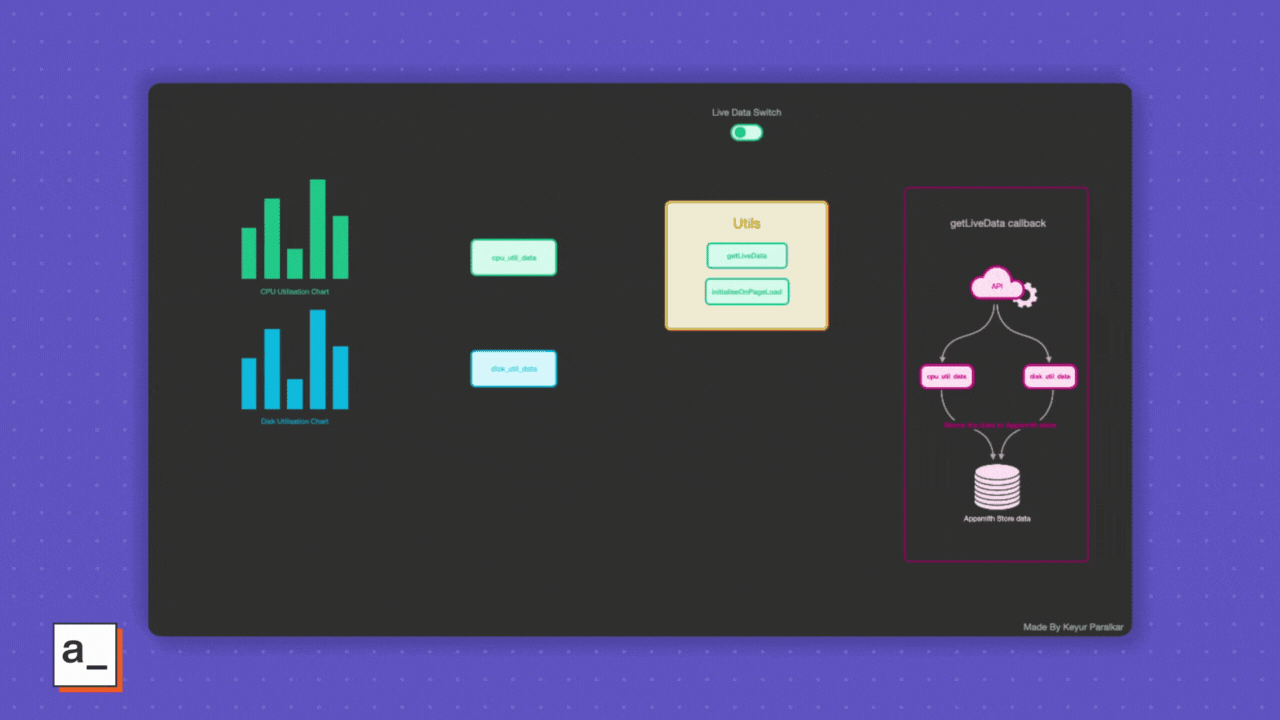 Live Data Switch
CPU Utilisation Chart
Disk Utilisation Chart
cpu_util_data
disk_util_data
Utils
getLiveData
initialiseOnPageLoad
getLiveData callback
API
cpu_util_data
disk_util_data
Appsmith Store data
Made By Keyur Paralkar
a_